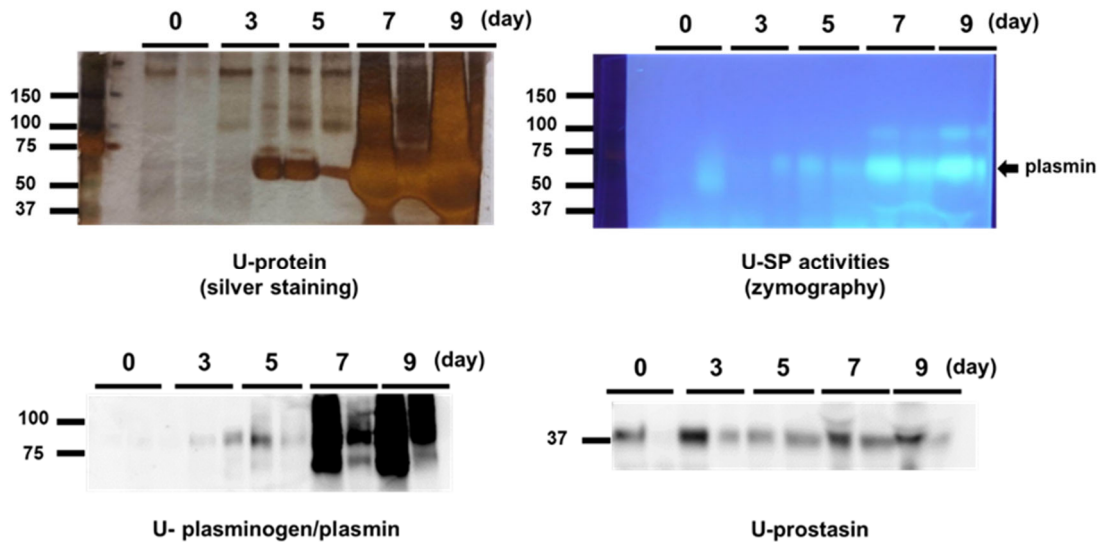 0 3 5 7 9 (day)
150
100
75
50
37
U-protein
(silver staining)
0 3 5 7 9 (day)
150
100
75
50
37
plasmin
U-SP activities
(zymography)
0 3 5 7 9 (day)
100
75
U- plasminogen/plasmin
0 3 5 7 9 (day)
37
U-prostasin